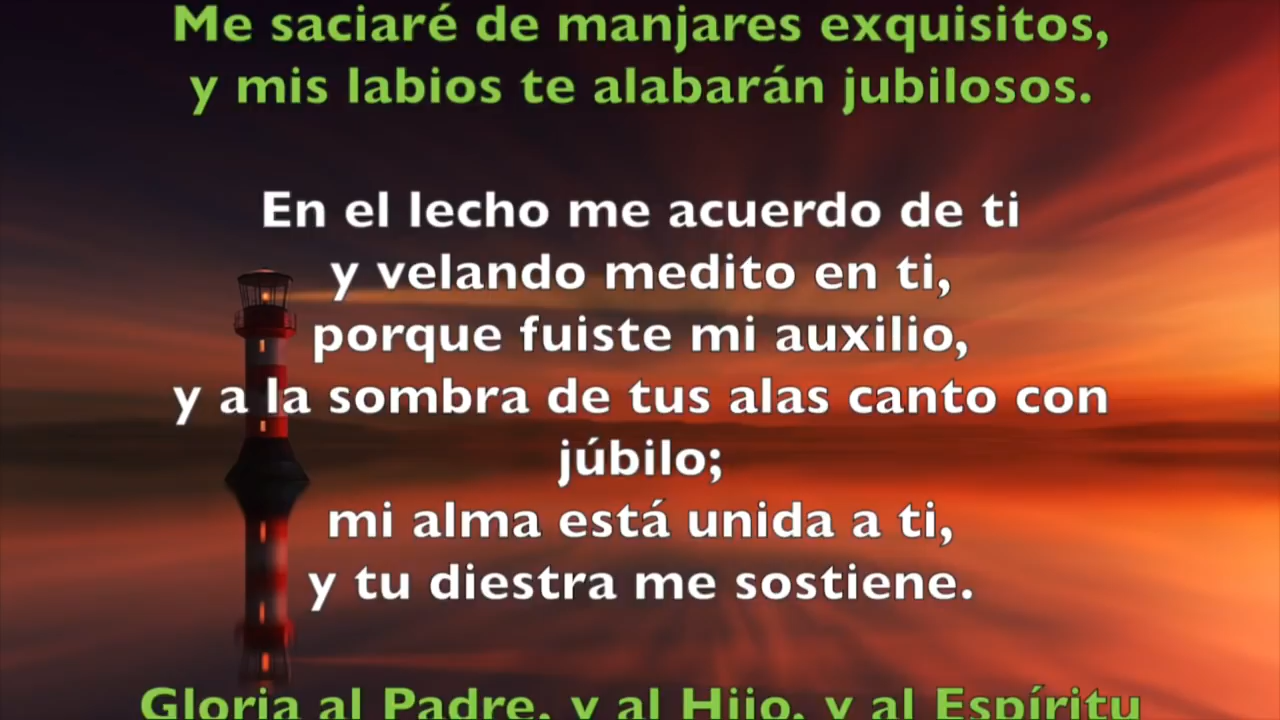 Me saciaré de manjares exquisitos,
y mis labios te alabarán jubilosos.
En el lecho me acuerdo de ti
y velando medito en ti,
porque fuiste mi auxilio,
y a la sombra de tus alas canto con
júbilo;
mi alma está unida a ti,
y tu diestra me sostiene.
Gloria al Padre, y al Hijo, y al Espíritu